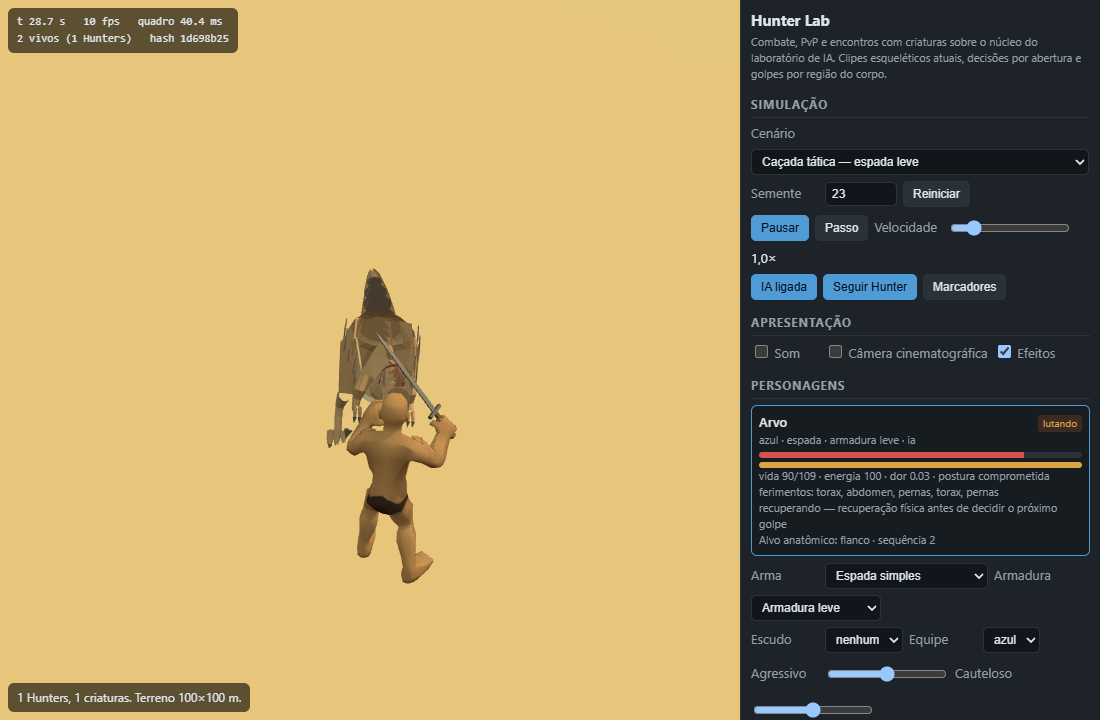 t 28.7 s   10 fps   quadro 40.4 ms
2 vivos (1 Hunters)   hash 1d698b25
1 Hunters, 1 criaturas. Terreno 100×100 m.
Hunter Lab
Combate, PvP e encontros com criaturas sobre o núcleo do
laboratório de IA. Clipes esqueléticos atuais, decisões por abertura e
golpes por região do corpo.
SIMULAÇÃO
Cenário
Caçada tática — espada leve
Semente 23 Reiniciar
Pausar Passo Velocidade
1,0×
IA ligada Seguir Hunter Marcadores
APRESENTAÇÃO
Som Câmera cinematográfica Efeitos
PERSONAGENS
Arvo lutando
azul · espada · armadura leve · ia
vida 90/109 · energia 100 · dor 0.03 · postura comprometida
ferimentos: torax, abdomen, pernas, torax, pernas
recuperando — recuperação física antes de decidir o próximo
golpe
Alvo anatômico: flanco · sequência 2
Arma Espada simples Armadura
Armadura leve
Escudo nenhum Equipe azul
Agressivo Cauteloso